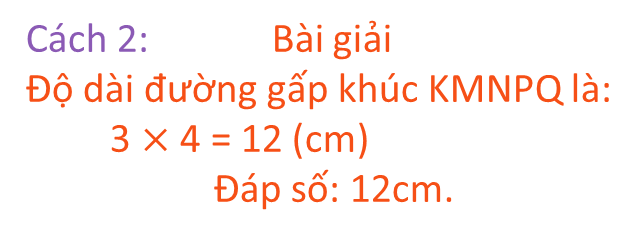 Cách 2: Bài giải
Độ dài đường gấp khúc KMNPQ là:
3 × 4 = 12 (cm)
Đáp số: 12cm.